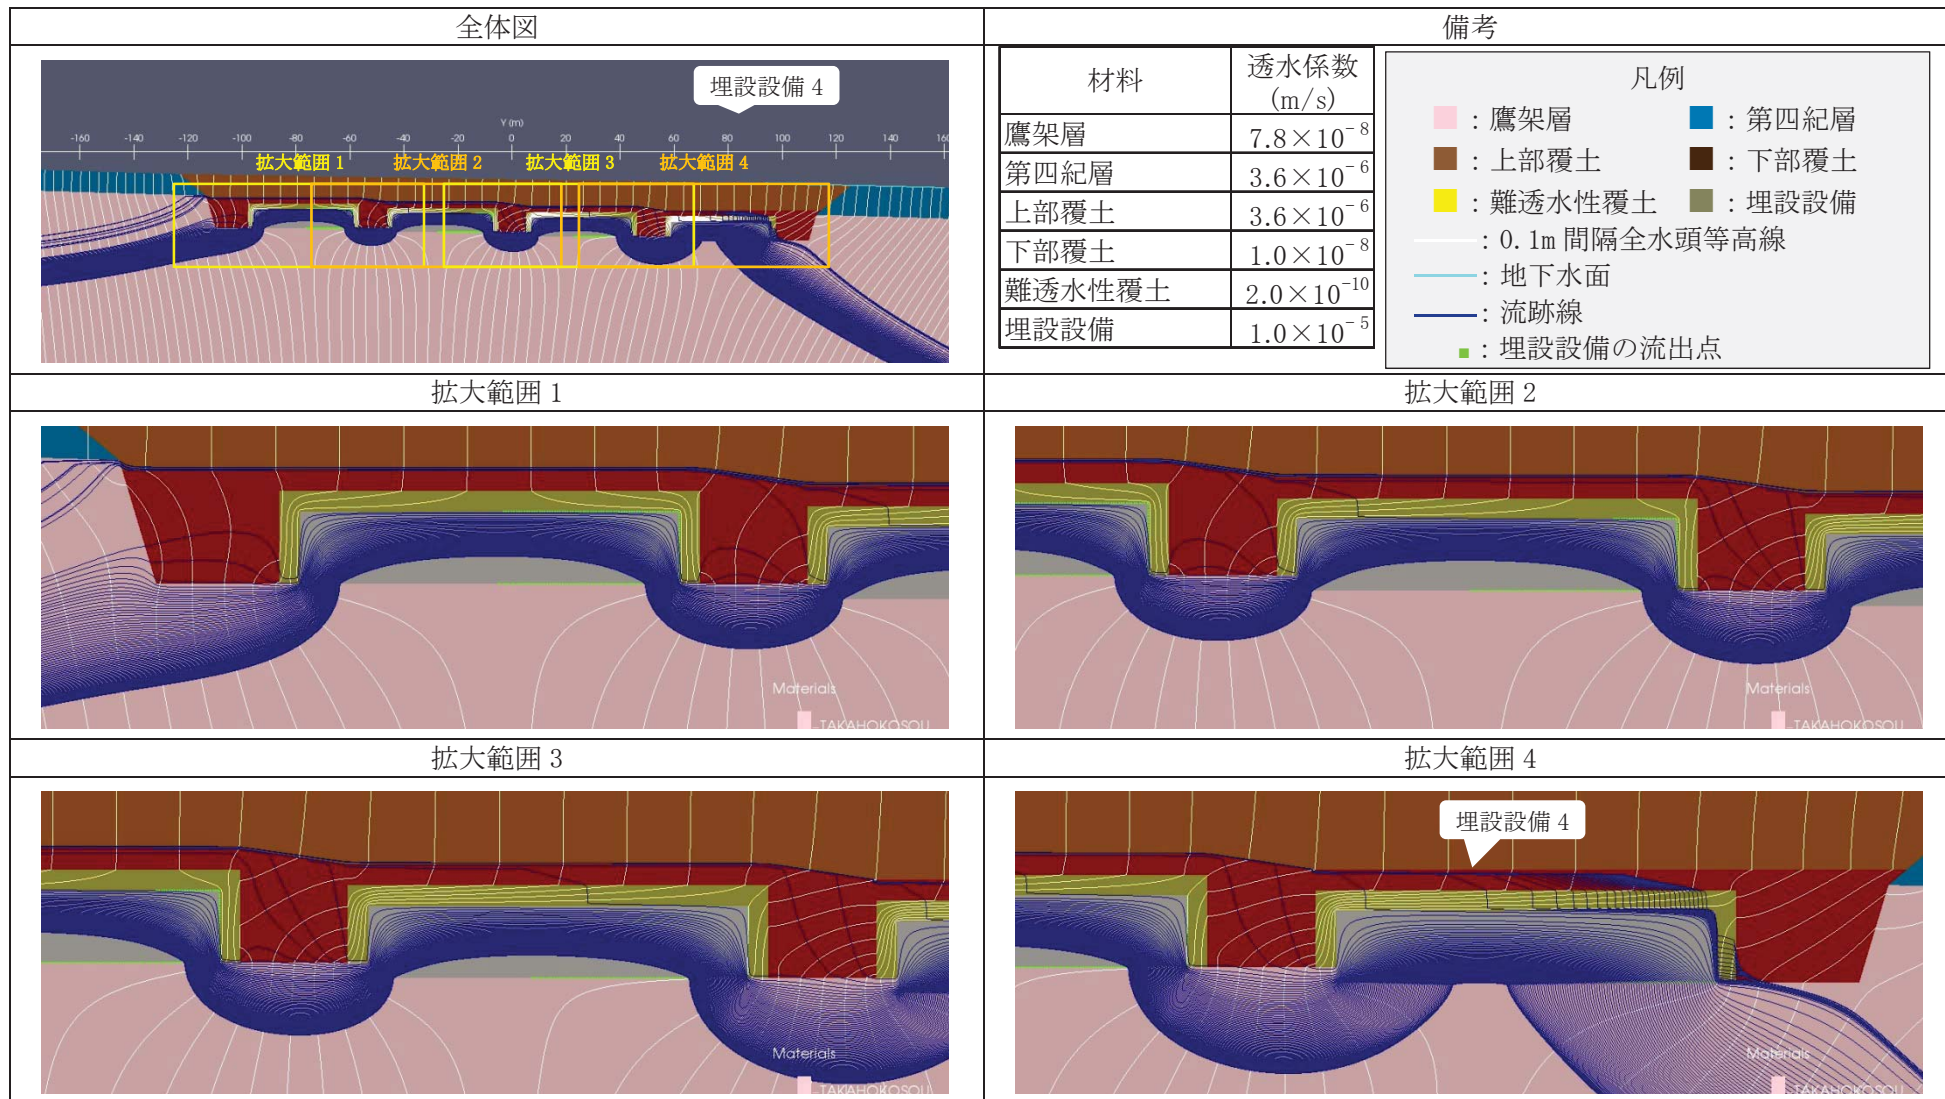 全体図
備考
埋設設備 4
Y (m)
-160 -140 -120 -100 -80 -60 -40 -20 0 20 40 60 80 100 120 140 160
拡大範囲 1 拡大範囲 2 拡大範囲 3 拡大範囲 4
材料 透水係数
(m/s)
鷹架層 7.8×10⁻⁸
第四紀層 3.6×10⁻⁶
上部覆土 3.6×10⁻⁶
下部覆土 1.0×10⁻⁸
難透水性覆土 2.0×10⁻¹⁰
埋設設備 1.0×10⁻⁵
凡例
：鷹架層 ：第四紀層
：上部覆土 ：下部覆土
：難透水性覆土 ：埋設設備
：0.1m 間隔全水頭等高線
：地下水面
：流跡線
：埋設設備の流出点
拡大範囲 1
拡大範囲 2
Materials
TAKAHOKOSOU
Materials
TAKAHOKOSOU
拡大範囲 3
拡大範囲 4
埋設設備 4
Materials
TAKAHOKOSOU
Materials
TAKAHOKOSOU